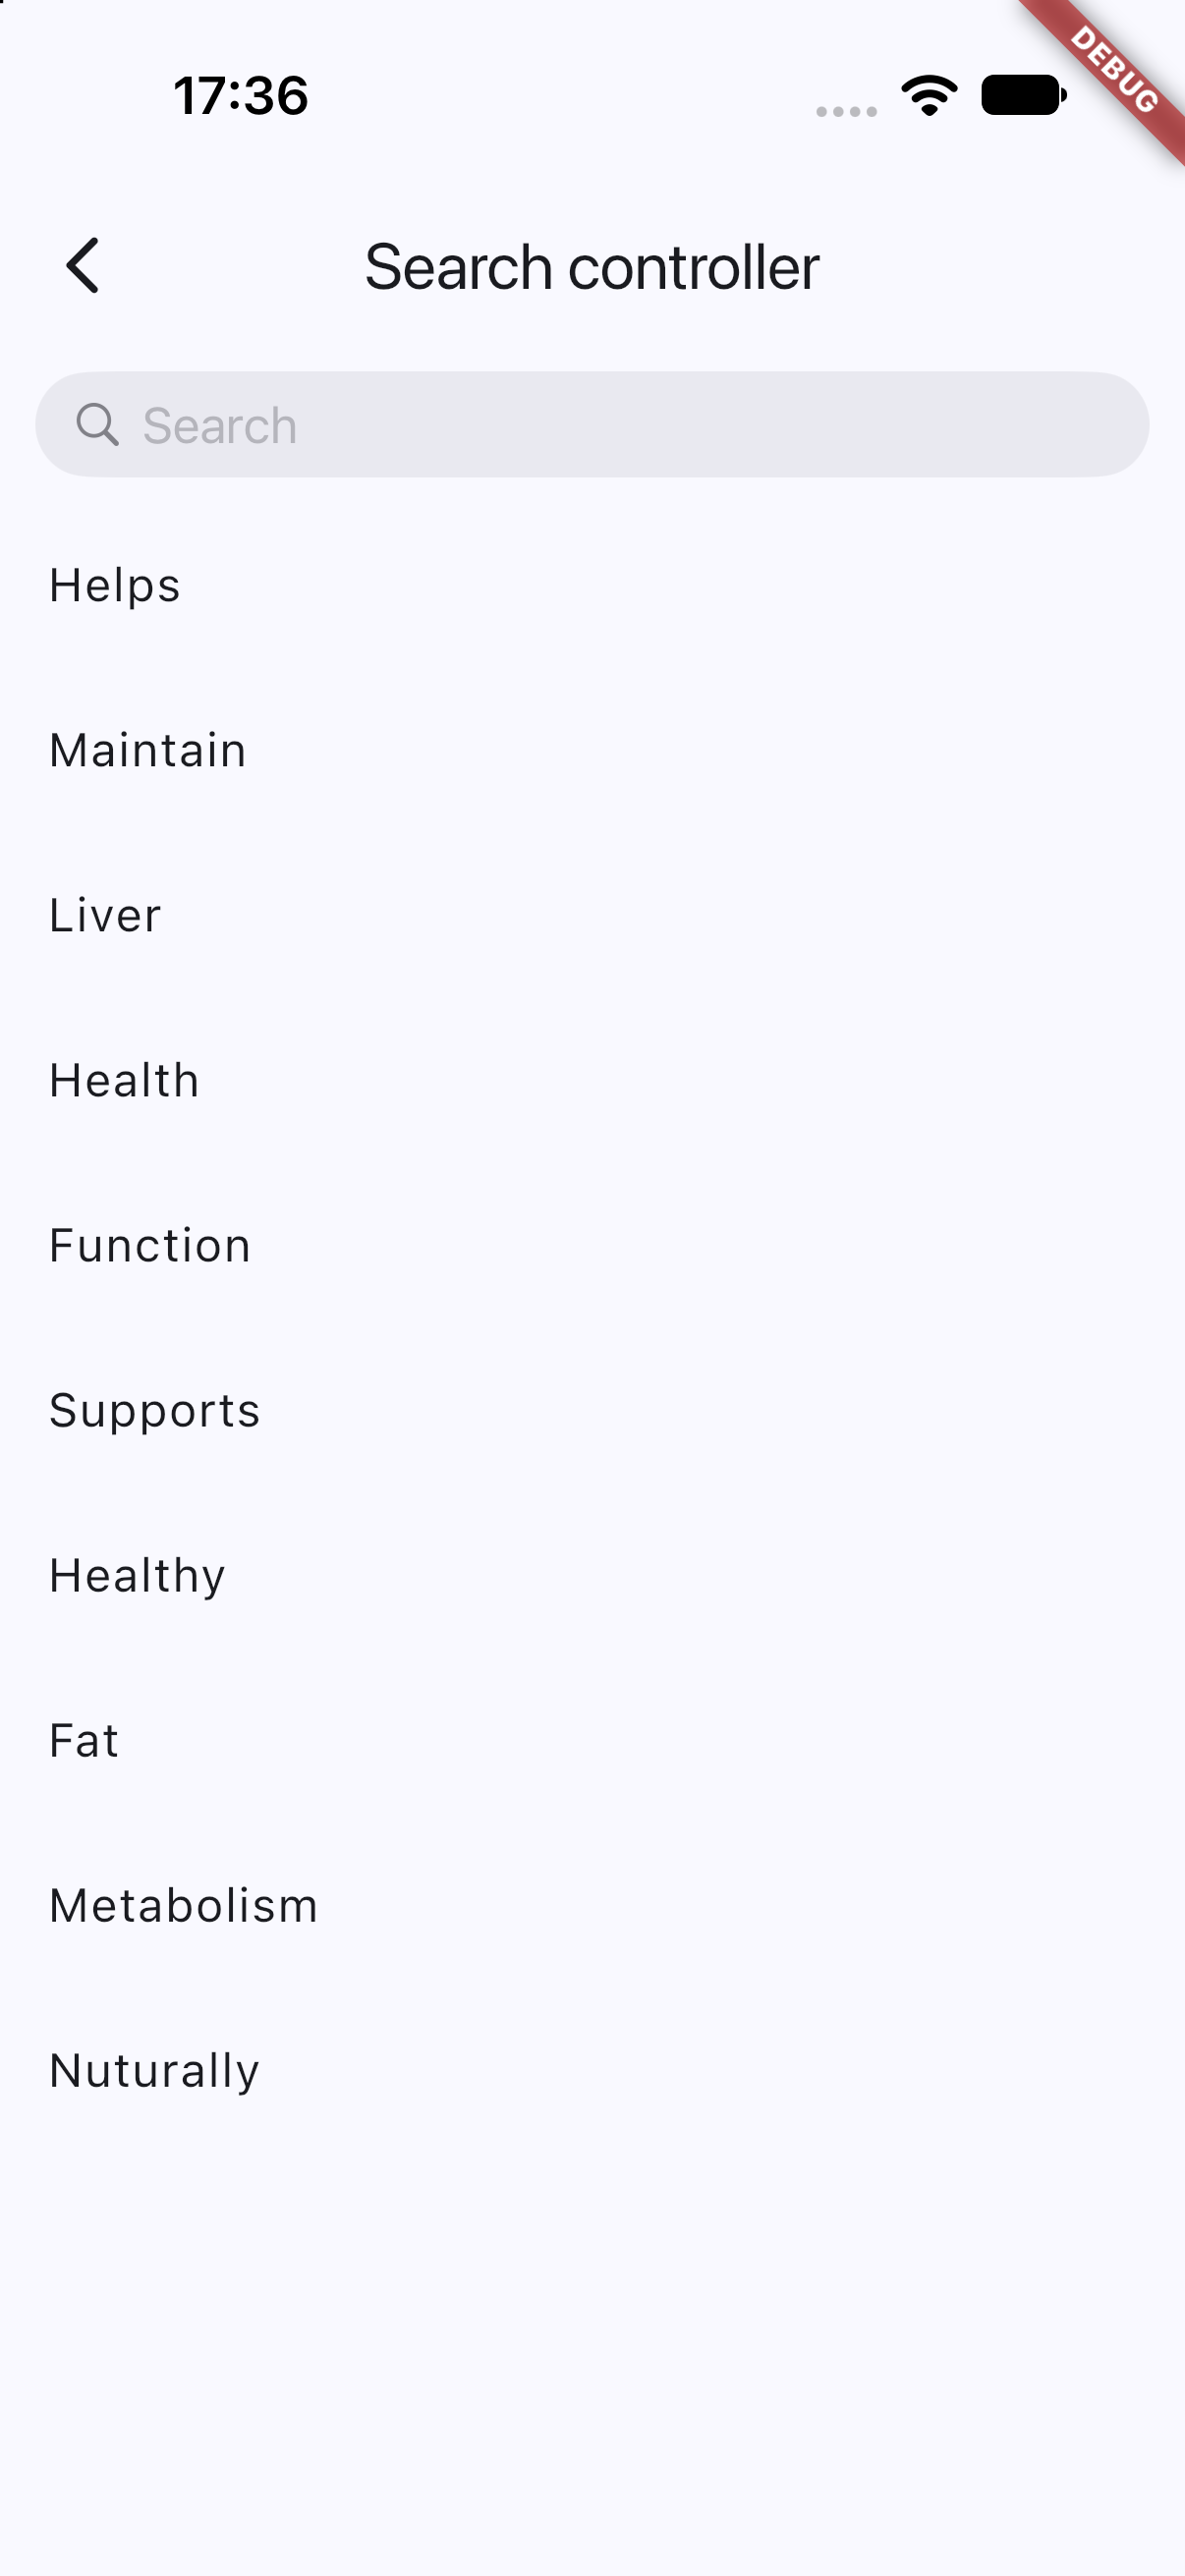 17:36
DEBUG
Search controller
Search
Helps
Maintain
Liver
Health
Function
Supports
Healthy
Fat
Metabolism
Nuturally